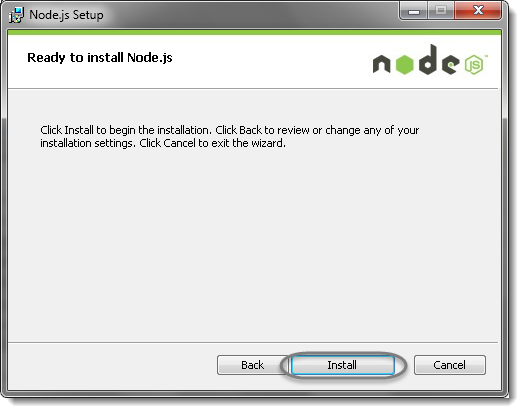 Node.js Setup
Ready to install Node.js
node
JS
Click Install to begin the installation. Click Back to review or change any of your
installation settings. Click Cancel to exit the wizard.
Back
Install
Cancel